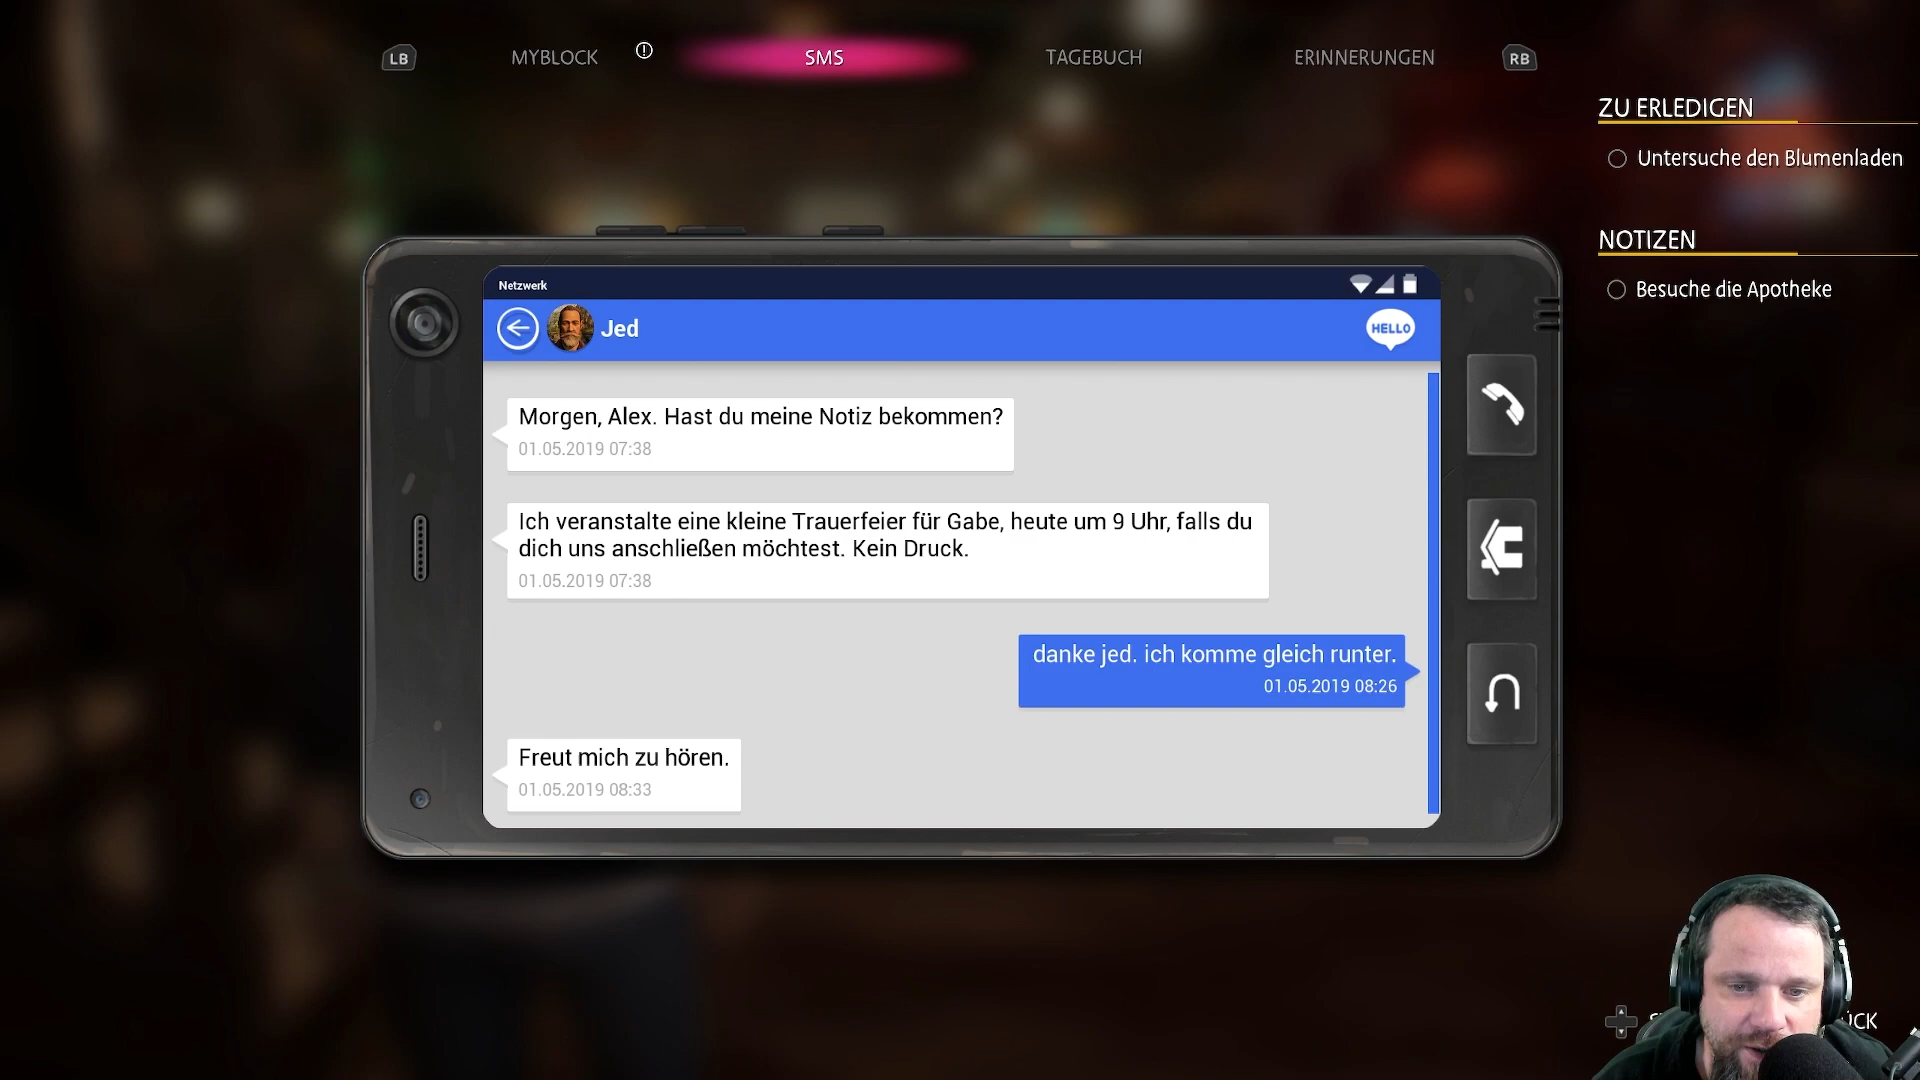 LB
MYBLOCK
SMS
TAGEBUCH
ERINNERUNGEN
RB
ZU ERLEDIGEN
Untersuche den Blumenladen
NOTIZEN
Besuche die Apotheke
Netzwerk
Jed
HELLO
Morgen, Alex. Hast du meine Notiz bekommen?
01.05.2019 07:38
Ich veranstalte eine kleine Trauerfeier für Gabe, heute um 9 Uhr, falls du
dich uns anschließen möchtest. Kein Druck.
01.05.2019 07:38
danke jed. ich komme gleich runter.
01.05.2019 08:26
Freut mich zu hören.
01.05.2019 08:33